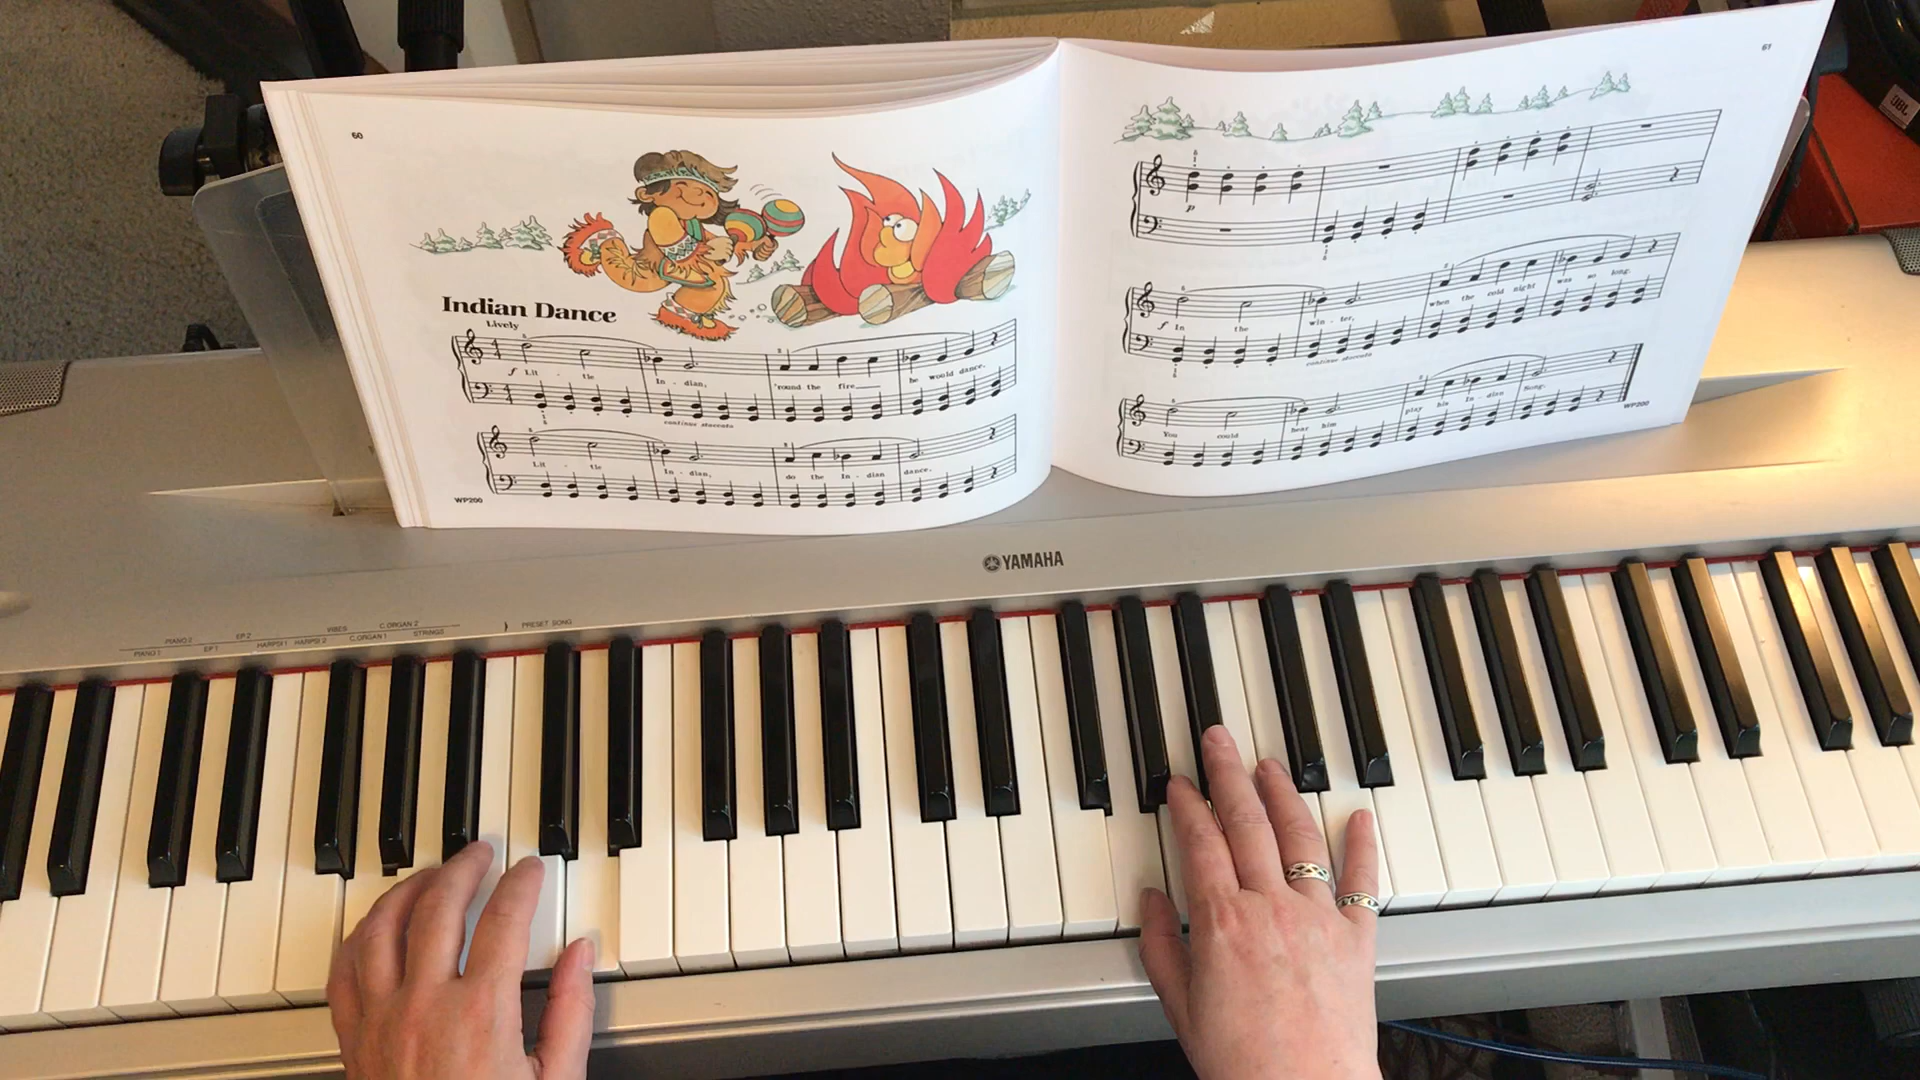 60
Indian Dance
Lively
f Lit - tle In - dian, 'round the fire he would dance.
continue staccato
Lit - tle In - dian, do the In - dian dance.
WP200
61
p
f In the win - ter, when the cold night was so long.
continue staccato
You could hear him play his In - dian Song.
WP200
YAMAHA
PIANO 1
PIANO 2
EP 1
EP 2
HARPSI 1
HARPSI 2
VIBES
C.ORGAN 1
C.ORGAN 2
STRINGS
PRESET SONG
JBL